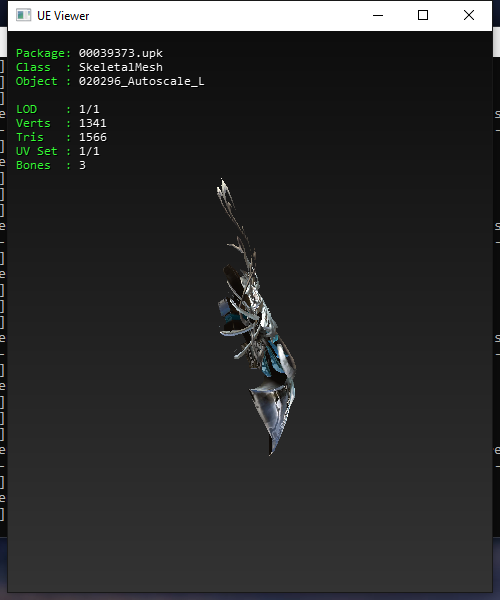 UE Viewer
Package: 00039373.upk
Class : SkeletalMesh
Object : 020296_Autoscale_L
LOD : 1/1
Verts : 1341
Tris : 1566
UV Set : 1/1
Bones : 3